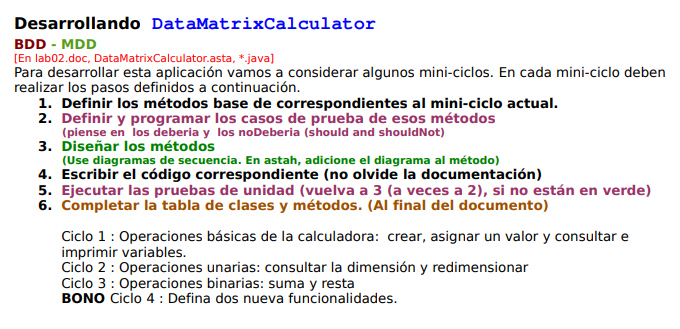 Desarrollando DataMatrixCalculator
BDD - MDD
[En lab02.doc, DataMatrixCalculator.asta, *.java]
Para desarrollar esta aplicación vamos a considerar algunos mini-ciclos. En cada mini-ciclo deben
realizar los pasos definidos a continuación.
1. Definir los métodos base de correspondientes al mini-ciclo actual.
2. Definir y programar los casos de prueba de esos métodos
(piense en los deberia y los noDeberia (should and shouldNot)
3. Diseñar los métodos
(Use diagramas de secuencia. En astah, adicione el diagrama al método)
4. Escribir el código correspondiente (no olvide la documentación)
5. Ejecutar las pruebas de unidad (vuelva a 3 (a veces a 2), si no están en verde)
6. Completar la tabla de clases y métodos. (Al final del documento)
Ciclo 1 : Operaciones básicas de la calculadora: crear, asignar un valor y consultar e
imprimir variables.
Ciclo 2 : Operaciones unarias: consultar la dimensión y redimensionar
Ciclo 3 : Operaciones binarias: suma y resta
BONO Ciclo 4 : Defina dos nueva funcionalidades.